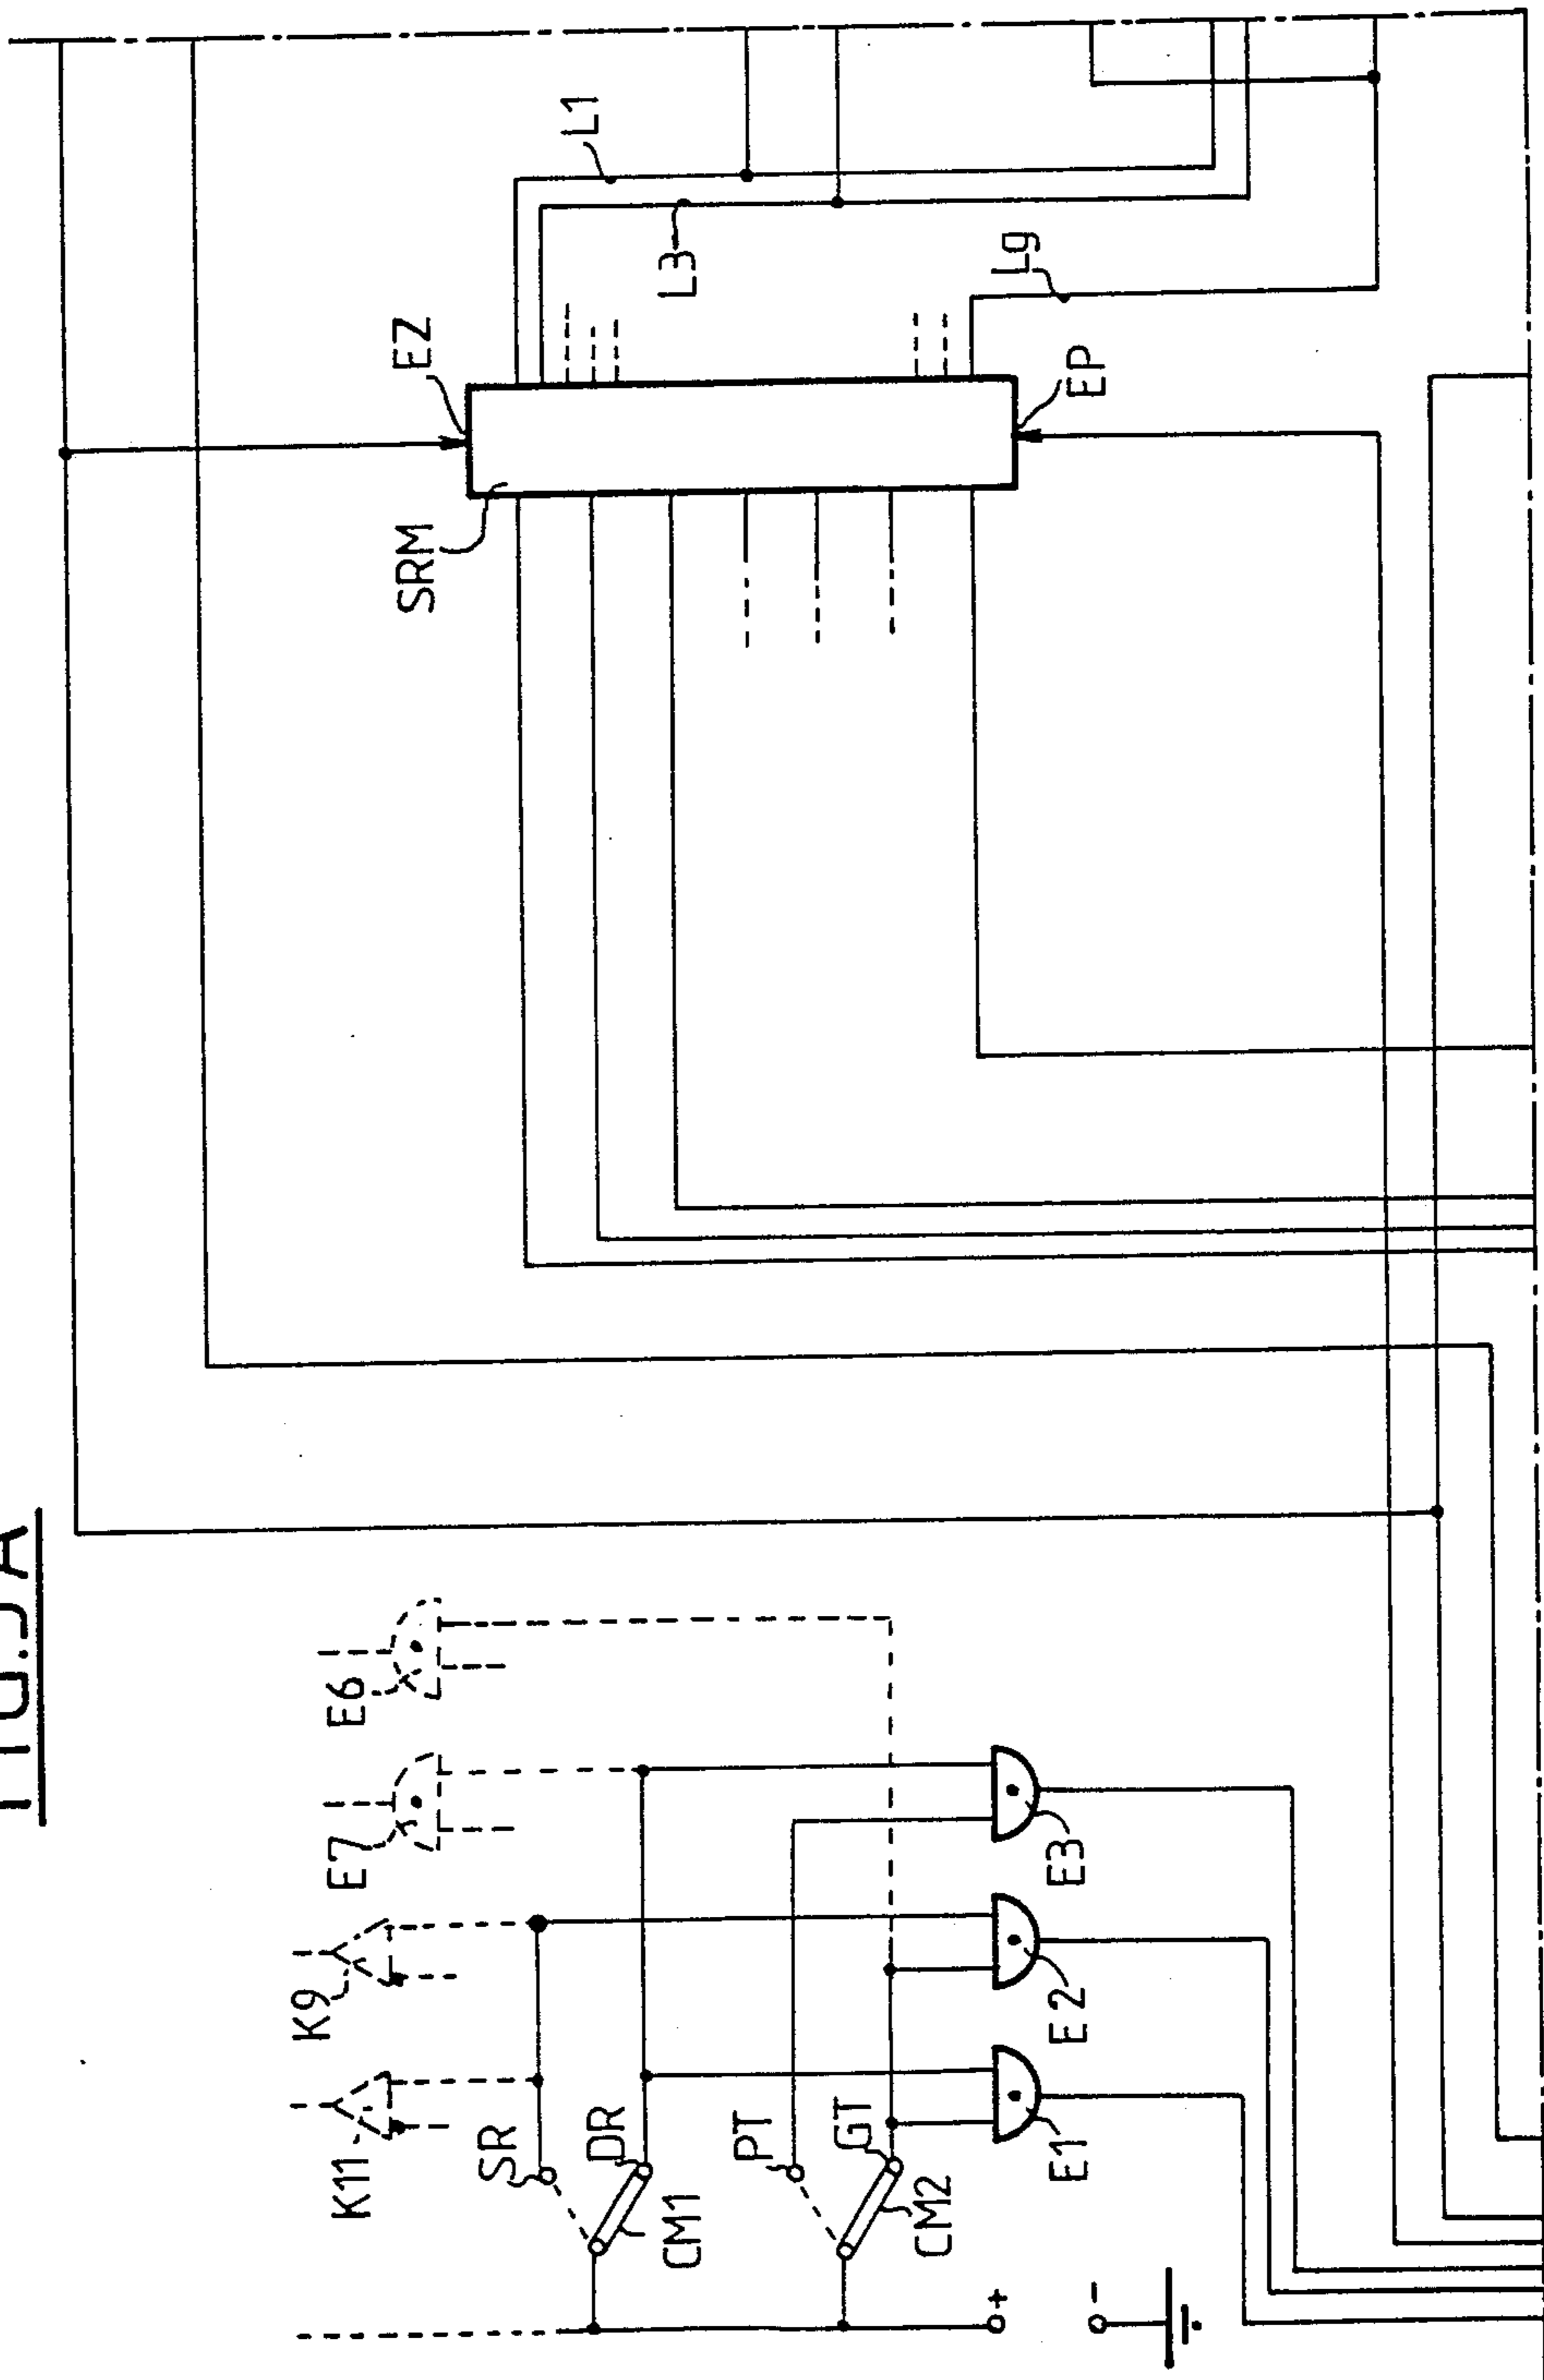 K11
K9
E7
E6
SRM
EZ
SR
DR
CM1
L1
L3
PT
GT
CM2
Lg
+
-
E1
E2
E3
EP